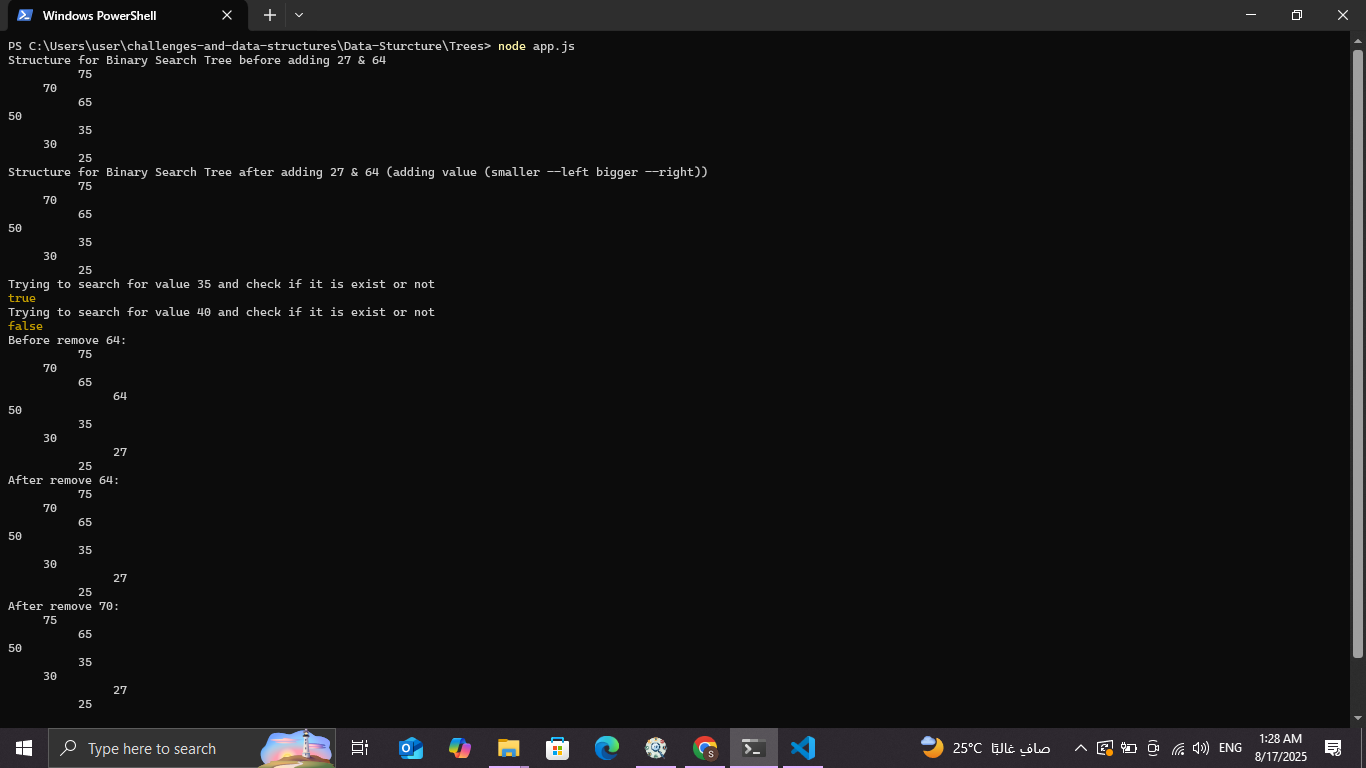 Windows PowerShell
PS C:\Users\user\challenges-and-data-structures\Data-Sturcture\Trees> node app.js
Structure for Binary Search Tree before adding 27 & 64
75
70
65
50
35
30
25
Structure for Binary Search Tree after adding 27 & 64 (adding value (smaller --left bigger --right))
75
70
65
50
35
30
25
Trying to search for value 35 and check if it is exist or not
true
Trying to search for value 40 and check if it is exist or not
false
Before remove 64:
75
70
65
64
50
35
30
27
25
After remove 64:
75
70
65
50
35
30
27
25
After remove 70:
75
65
50
35
30
27
25
Type here to search
25°C صافٍ غالبًا
ENG
1:28 AM
8/17/2025